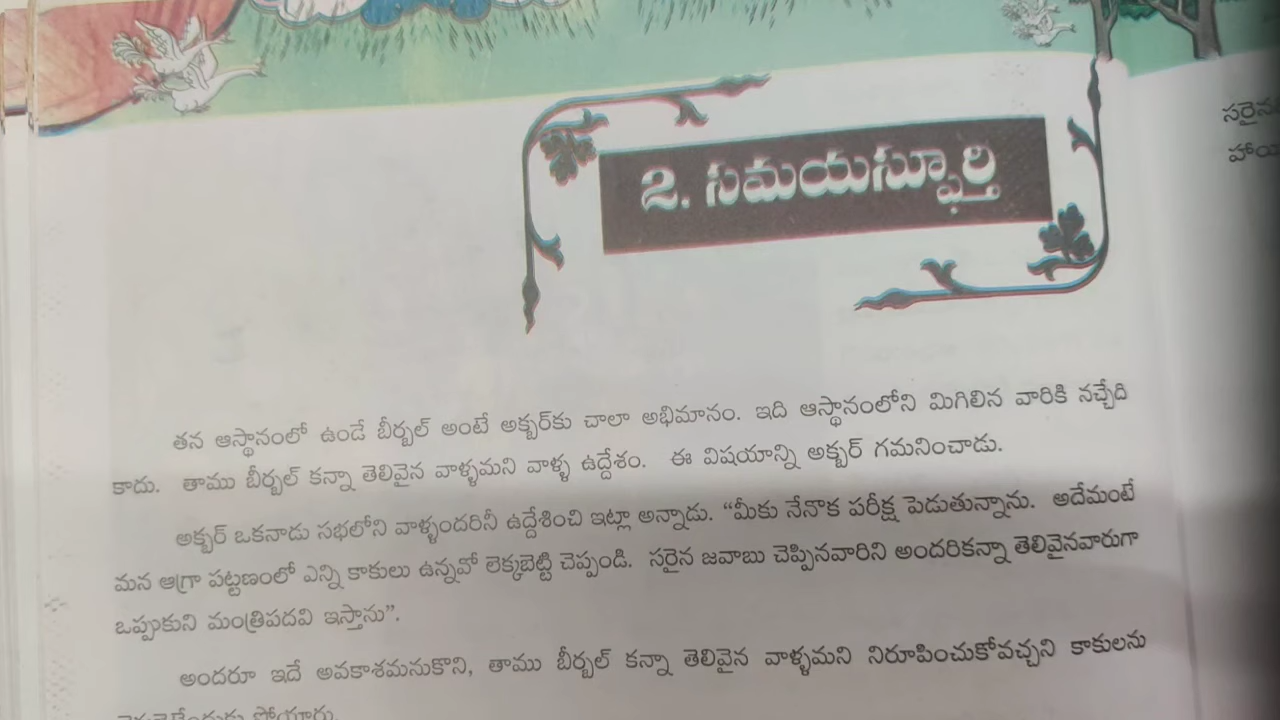 2. సమయస్ఫూర్తి
సరైన
తన ఆస్థానంలో ఉండే బీర్బల్ అంటే అక్బర్‌కు చాలా అభిమానం. ఇది ఆస్థానంలోని మిగిలిన వారికి నచ్చేది
కాదు. తాము బీర్బల్ కన్నా తెలివైన వాళ్ళమని వాళ్ళ ఉద్దేశం. ఈ విషయాన్ని అక్బర్ గమనించాడు.
అక్బర్ ఒకనాడు సభలోని వాళ్ళందరినీ ఉద్దేశించి ఇట్లా అన్నాడు. “మీకు నేనొక పరీక్ష పెడుతున్నాను. అదేమంటే
మన ఆగ్రా పట్టణంలో ఎన్ని కాకులు ఉన్నవో లెక్కబెట్టి చెప్పండి. సరైన జవాబు చెప్పినవారిని అందరికన్నా తెలివైనవారుగా
ఒప్పుకుని మంత్రిపదవి ఇస్తాను”.
అందరూ ఇదే అవకాశమనుకొని, తాము బీర్బల్ కన్నా తెలివైన వాళ్ళమని నిరూపించుకోవచ్చని కాకులను